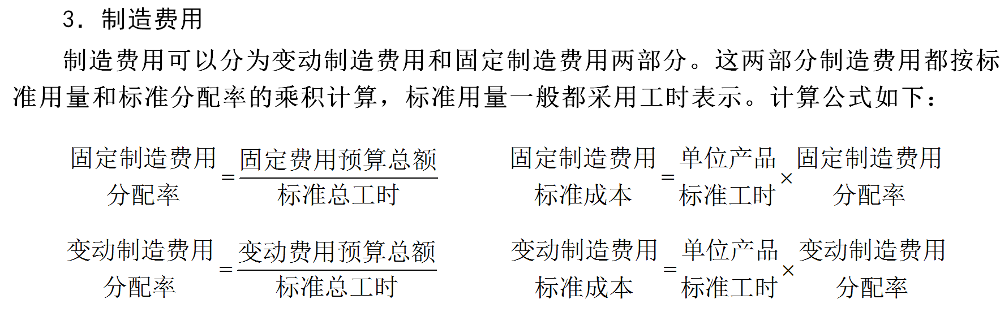 3. 制造费用
制造费用可以分为变动制造费用和固定制造费用两部分。这两部分制造费用都按标
准用量和标准分配率的乘积计算，标准用量一般都采用工时表示。计算公式如下：
固定制造费用分配率=固定费用预算总额/标准总工时
固定制造费用标准成本=单位产品标准工时×固定制造费用分配率
变动制造费用分配率=变动费用预算总额/标准总工时
变动制造费用标准成本=单位产品标准工时×变动制造费用分配率